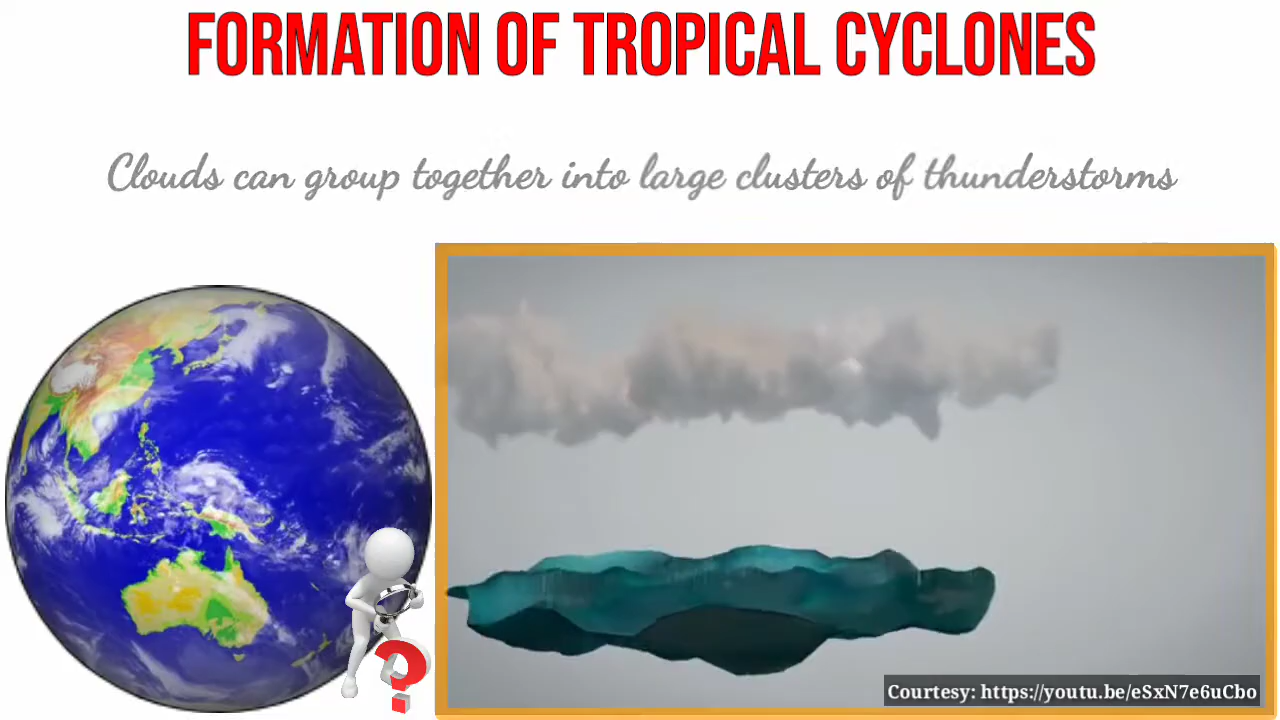 FORMATION OF TROPICAL CYCLONES
Clouds can group together into large clusters of thunderstorms
?
Courtesy: https://youtu.be/eSxN7e6uCbo